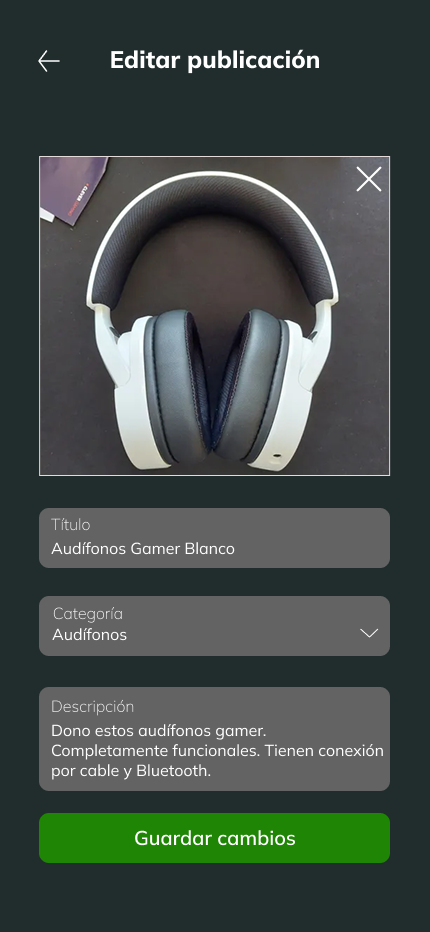 Editar publicación
Título
Audífonos Gamer Blanco
Categoría
Audífonos
Descripción
Dono estos audífonos gamer.
Completamente funcionales. Tienen conexión
por cable y Bluetooth.
Guardar cambios